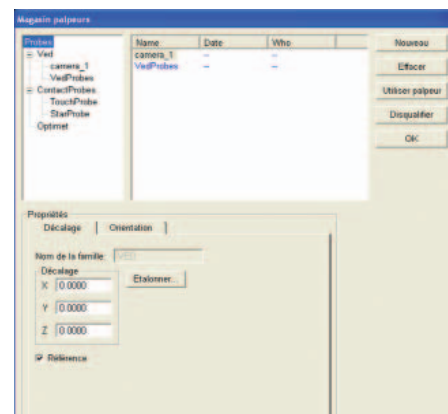 Magasin palpeurs
Probes
Ved
camera_1
VedProbes
ContactProbes
TouchProbe
StarProbe
Optimet
Name Date Who
camera_1 -- --
VedProbes -- --
Nouveau
Effacer
Utiliser palpeur
Disqualifier
OK
Propriétés
Décalage Orientation
Nom de la famille: VED
Décalage
X 0.0000
Etalonner...
Y 0.0000
Z 0.0000
Référence